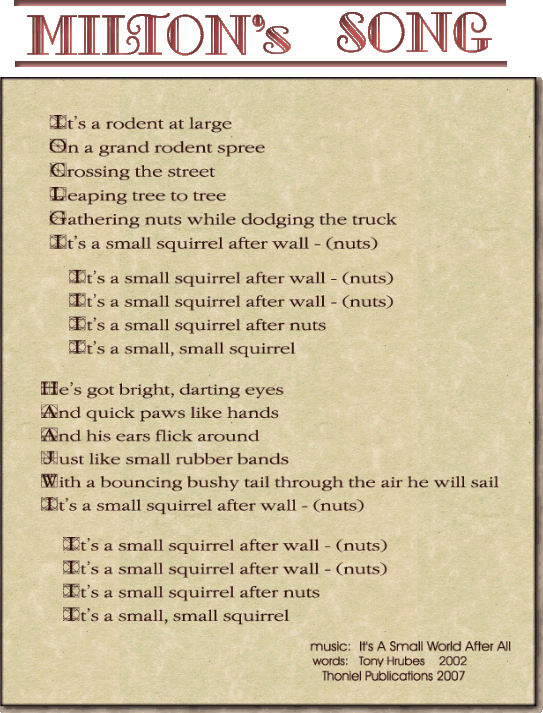 MILTON's SONG
It's a rodent at large
On a grand rodent spree
Crossing the street
Leaping tree to tree
Gathering nuts while dodging the truck
It's a small squirrel after wall - (nuts)
It's a small squirrel after wall - (nuts)
It's a small squirrel after wall - (nuts)
It's a small squirrel after nuts
It's a small, small squirrel
He's got bright, darting eyes
And quick paws like hands
And his ears flick around
Just like small rubber bands
With a bouncing bushy tail through the air he will sail
It's a small squirrel after wall - (nuts)
It's a small squirrel after wall - (nuts)
It's a small squirrel after wall - (nuts)
It's a small squirrel after nuts
It's a small, small squirrel
music: It's A Small World After All
words: Tony Hrubes 2002
Thoniel Publications 2007